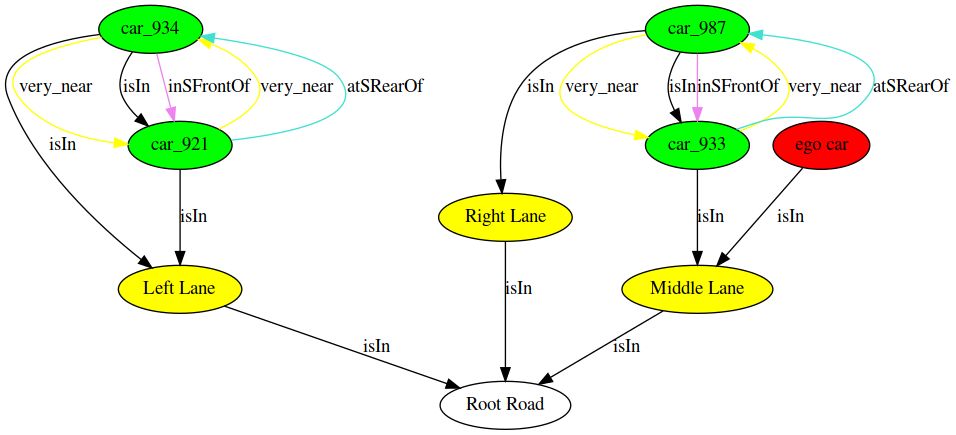 car_934
car_987
very_near
isIn
inSFrontOf
very_near
atSRearOf
isIn
very_near
isIn
inSFrontOf
very_near
atSRearOf
isIn
car_921
car_933
ego car
isIn
Right Lane
isIn
isIn
Left Lane
isIn
Middle Lane
isIn
isIn
Root Road